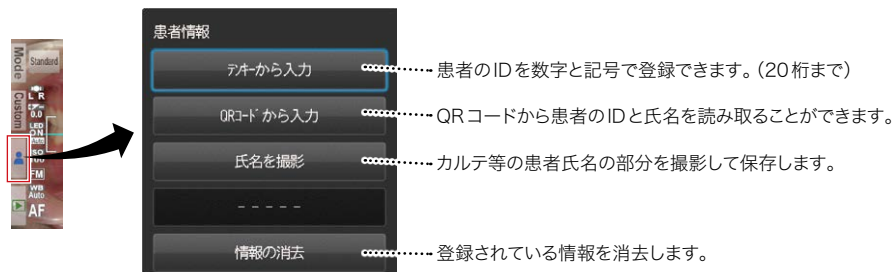 患者情報
テンキーから入力
患者のIDを数字と記号で登録できます。（20桁まで）
QRコードから入力
QRコードから患者のIDと氏名を読み取ることができます。
氏名を撮影
カルテ等の患者氏名の部分を撮影して保存します。
-----
情報の消去
登録されている情報を消去します。
Mode
Standard
Custom
L R
0.0
LED
ON
Auto
ISO
FM
WB
Auto
AF